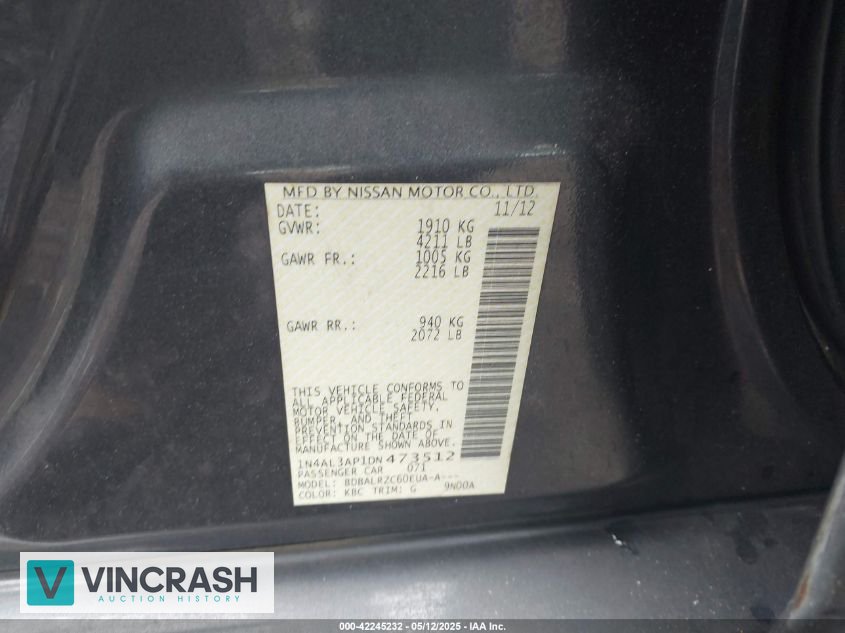 MFD BY NISSAN MOTOR CO., LTD.
DATE: 11/12
GVWR: 1910 KG
4211 LB
GAWR FR.: 1005 KG
2216 LB
GAWR RR.: 940 KG
2072 LB
THIS VEHICLE CONFORMS TO
ALL APPLICABLE FEDERAL
MOTOR VEHICLE SAFETY,
BUMPER, AND THEFT
PREVENTION STANDARDS IN
EFFECT ON THE DATE OF
MANUFACTURE SHOWN ABOVE.
1N4AL3AP1DN 473512
PASSENGER CAR 071
MODEL: BDBALRZC60EUA-A---
COLOR: KBC TRIM: G 9N00A
VINCRASH
AUCTION HISTORY
000-42245232 - 05/12/2025 - IAA Inc.